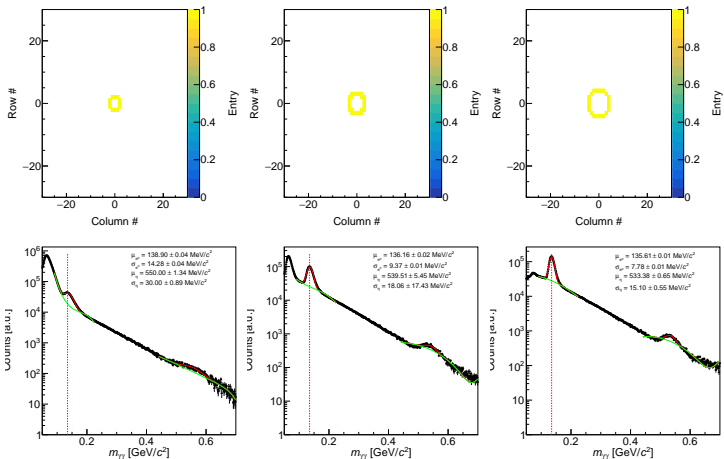 Row #
20
0
−20
−20
0
20
Column #
1
0.8
0.6
0.4
0.2
0
Entry
Row #
20
0
−20
−20
0
20
Column #
1
0.8
0.6
0.4
0.2
0
Entry
Row #
20
0
−20
−20
0
20
Column #
1
0.8
0.6
0.4
0.2
0
Entry
Counts [a.u.]
10⁶
10⁵
10⁴
10³
10²
10
1
μπ⁰ = 138.90 ± 0.04 MeV/c²
σπ⁰ = 14.28 ± 0.04 MeV/c²
μη = 550.00 ± 1.34 MeV/c²
ση = 30.00 ± 0.89 MeV/c²
0.2
0.4
0.6
mγγ [GeV/c²]
Counts [a.u.]
10⁵
10⁴
10³
10²
10
1
μπ⁰ = 136.16 ± 0.02 MeV/c²
σπ⁰ = 9.37 ± 0.01 MeV/c²
μη = 539.51 ± 5.45 MeV/c²
ση = 18.06 ± 17.43 MeV/c²
0.2
0.4
0.6
mγγ [GeV/c²]
Counts [a.u.]
10⁵
10⁴
10³
10²
10
1
μπ⁰ = 135.61 ± 0.01 MeV/c²
σπ⁰ = 7.78 ± 0.01 MeV/c²
μη = 533.38 ± 0.65 MeV/c²
ση = 15.10 ± 0.55 MeV/c²
0.2
0.4
0.6
mγγ [GeV/c²]